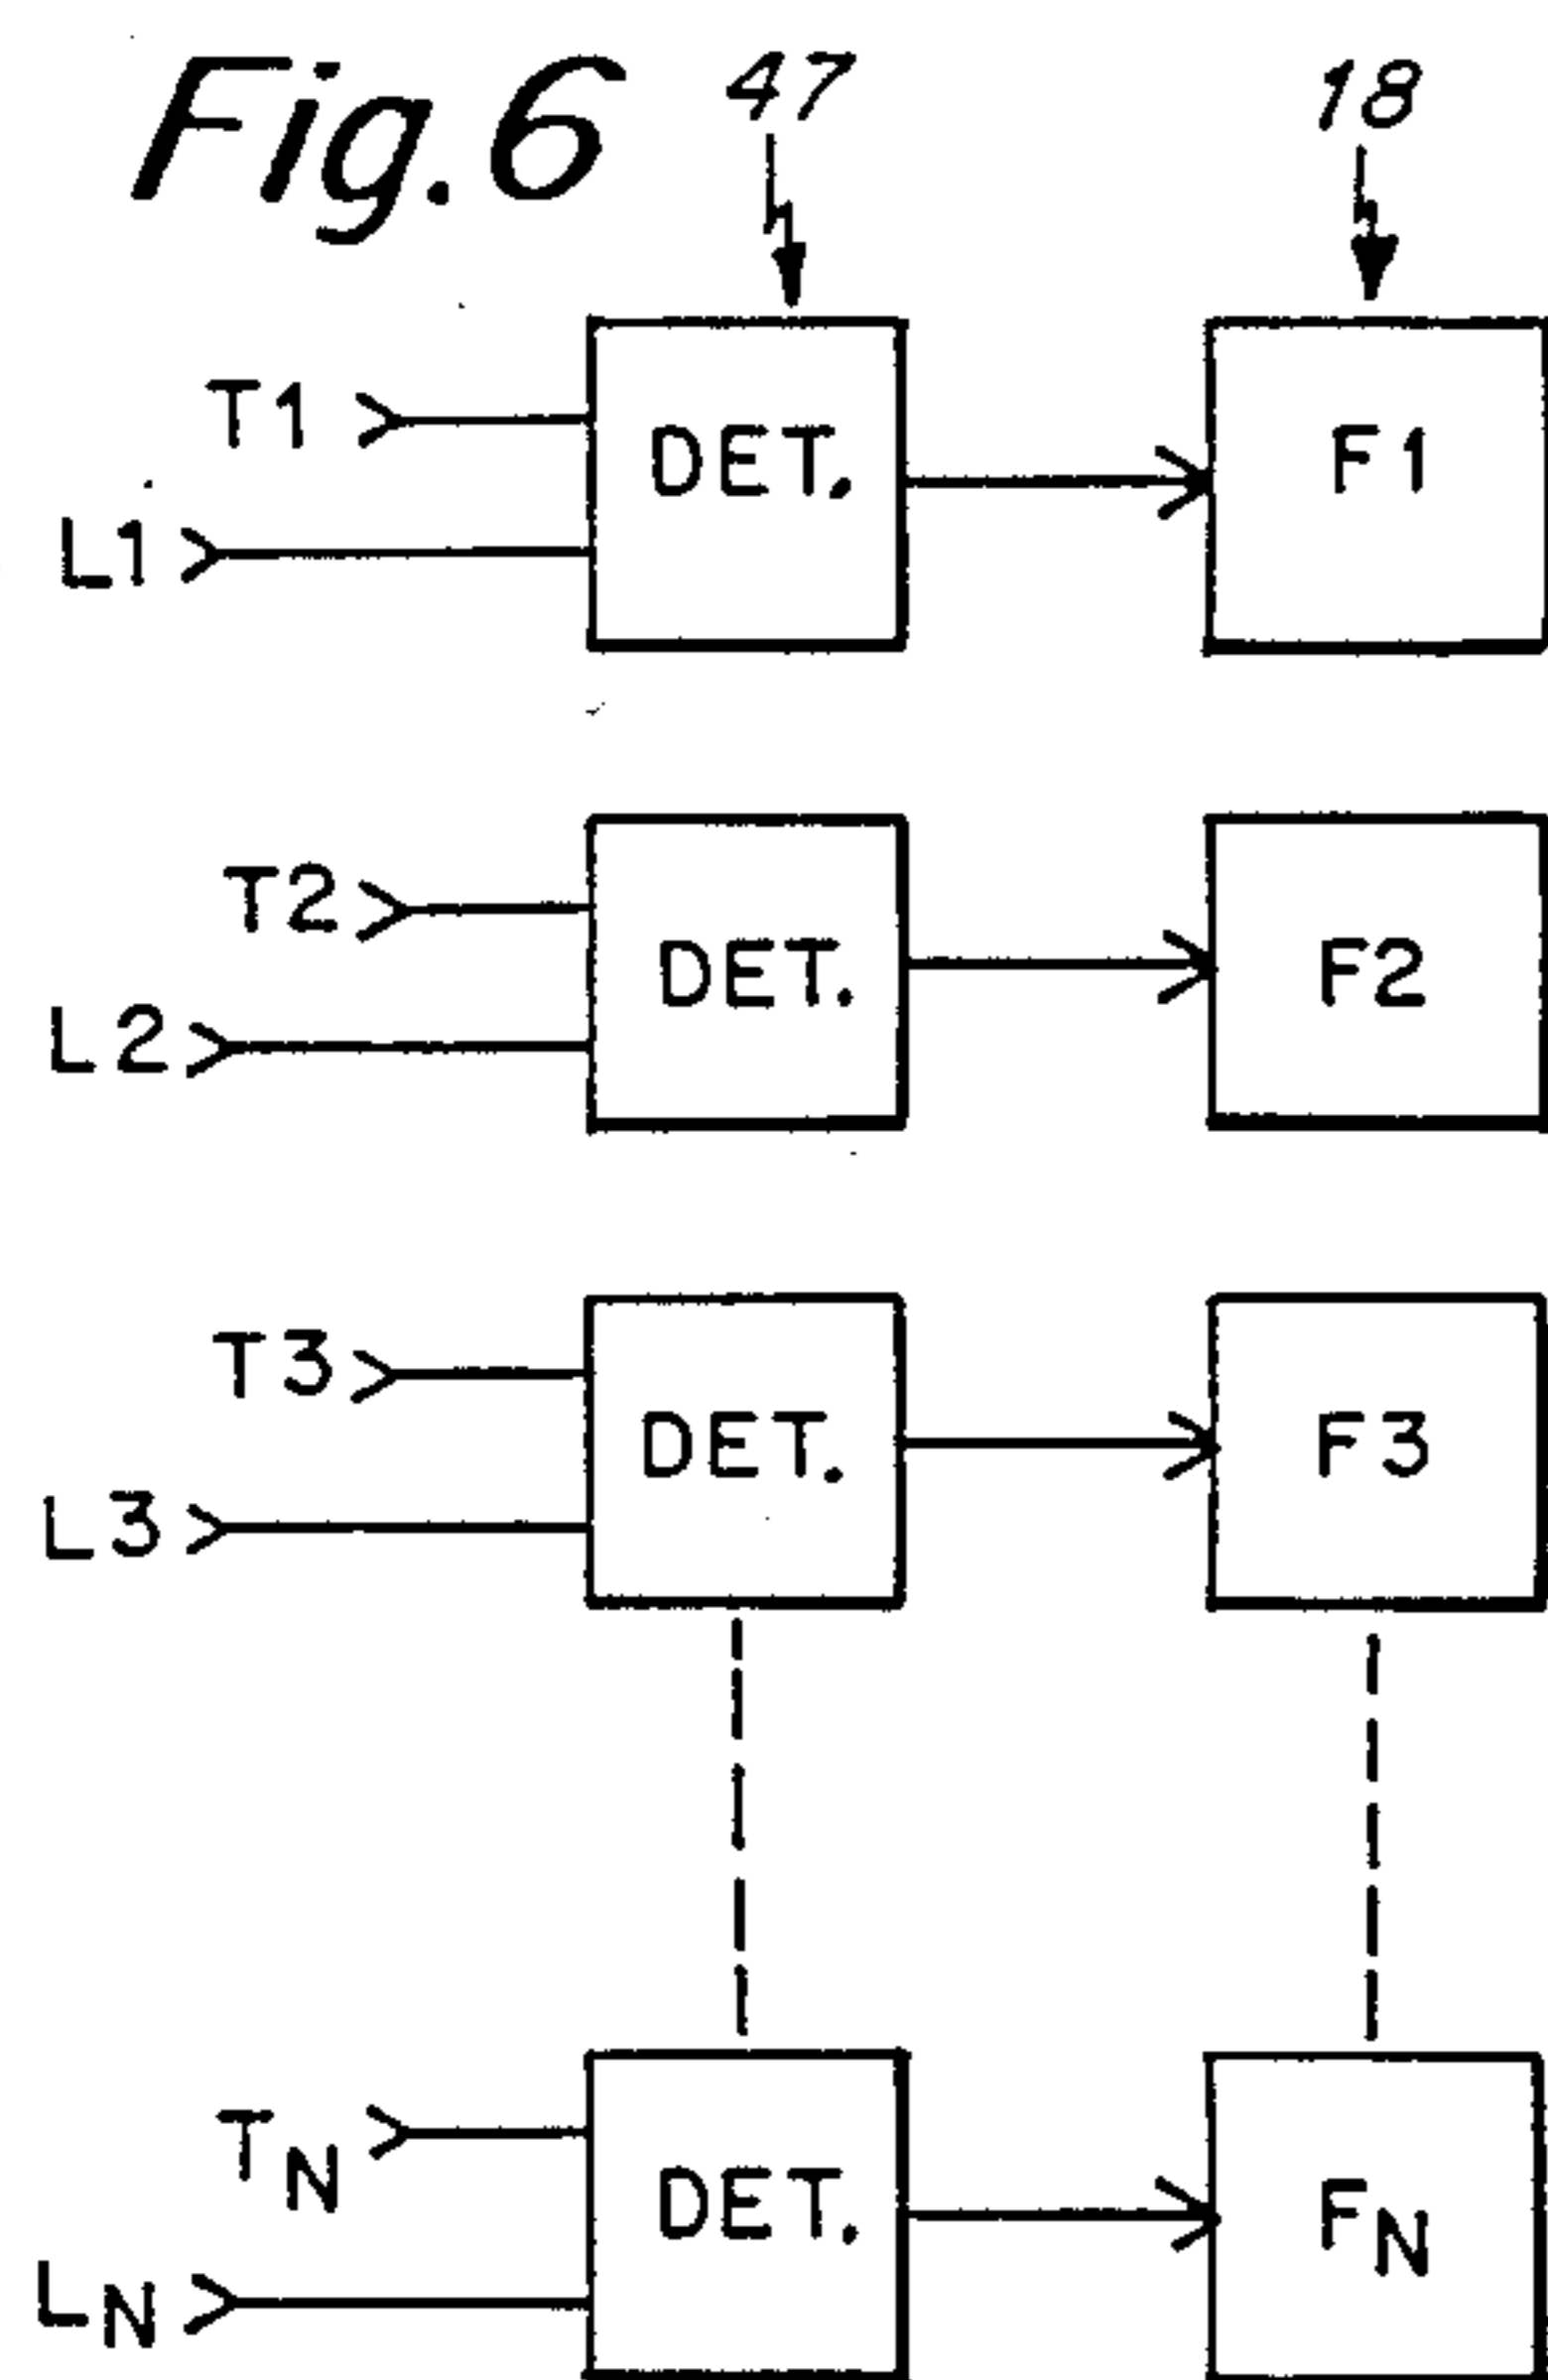 Fig.6 47 18
T1 DET. F1
L1
T2 DET. F2
L2
T3 DET. F3
L3
TN DET. FN
LN